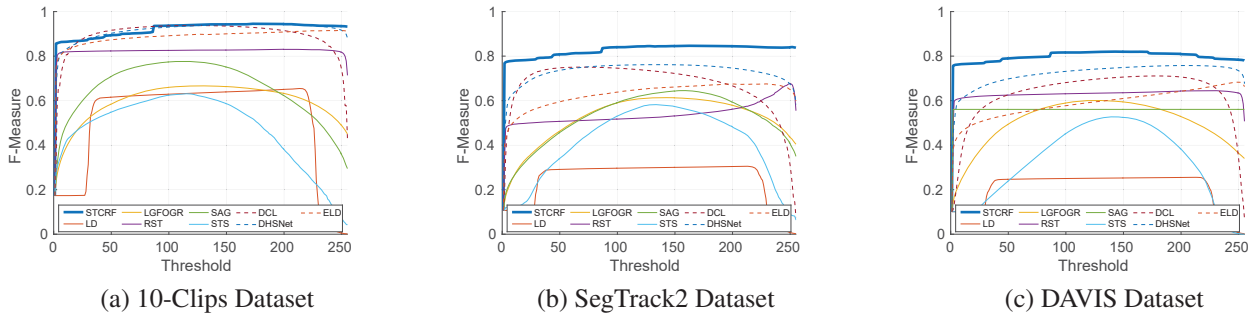 F-Measure
1
0.8
0.6
0.4
0.2
0
STCRF LGFOGR SAG DCL ELD
LD RST STS DHSNet
0 50 100 150 200 250
Threshold
(a) 10-Clips Dataset
F-Measure
1
0.8
0.6
0.4
0.2
0
STCRF LGFOGR SAG DCL ELD
LD RST STS DHSNet
0 50 100 150 200 250
Threshold
(b) SegTrack2 Dataset
F-Measure
1
0.8
0.6
0.4
0.2
0
STCRF LGFOGR SAG DCL ELD
LD RST STS DHSNet
0 50 100 150 200 250
Threshold
(c) DAVIS Dataset